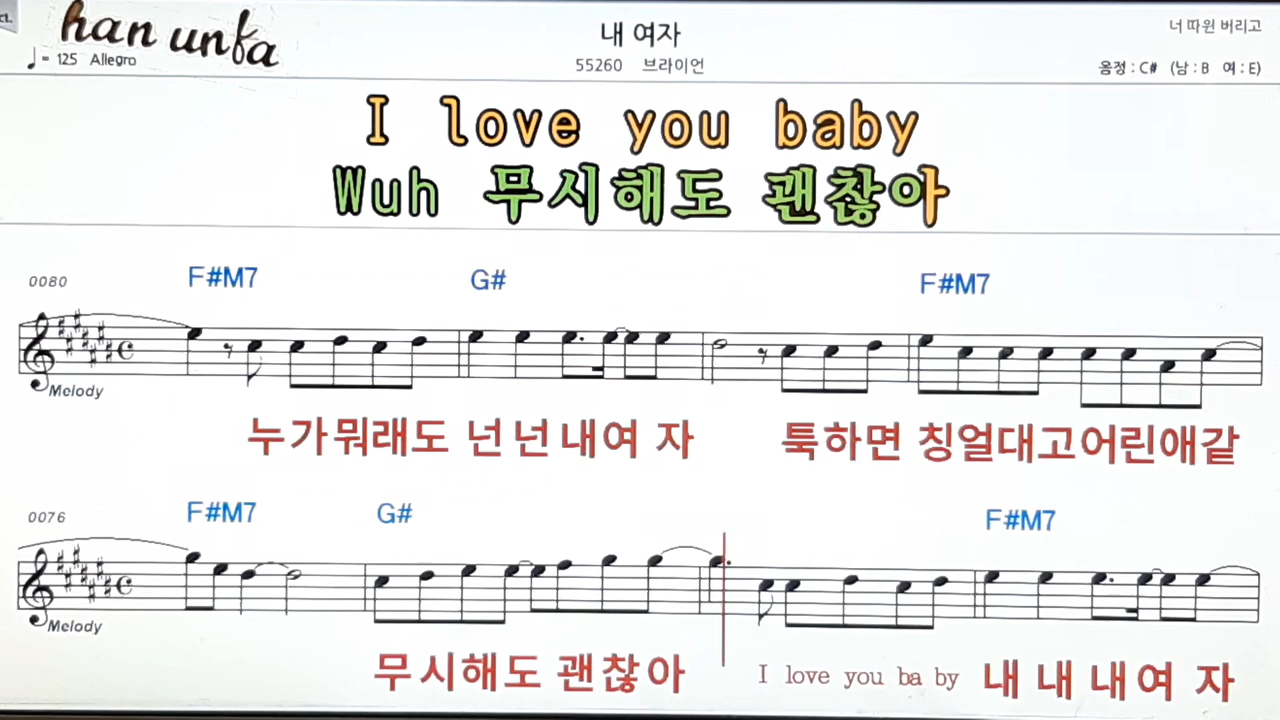 han unfa
♩= 125 Allegro
내 여자
55260 브라이언
너 따윈 버리고
음정 : C# (남 : B 여 : E)
I love you baby
Wuh 무시해도 괜찮아
0080 F#M7 G# F#M7
Melody
누가뭐래도 넌넌내여 자 툭하면 칭얼대고어린애같
0076 F#M7 G# F#M7
Melody
무시해도 괜찮아 I love you ba by 내 내 내여 자